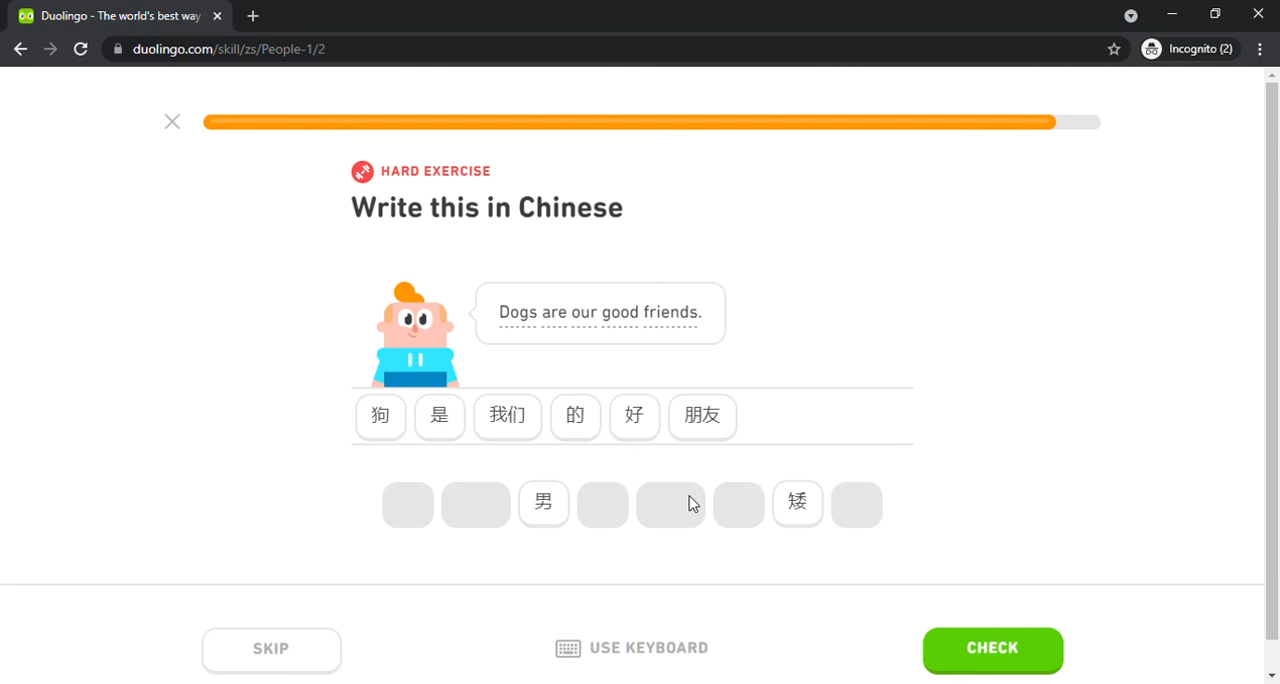 Duolingo - The world's best way
duolingo.com/skill/zs/People-1/2
Incognito (2)
HARD EXERCISE
Write this in Chinese
Dogs are our good friends.
狗 是 我们 的 好 朋友
男 矮
SKIP
USE KEYBOARD
CHECK